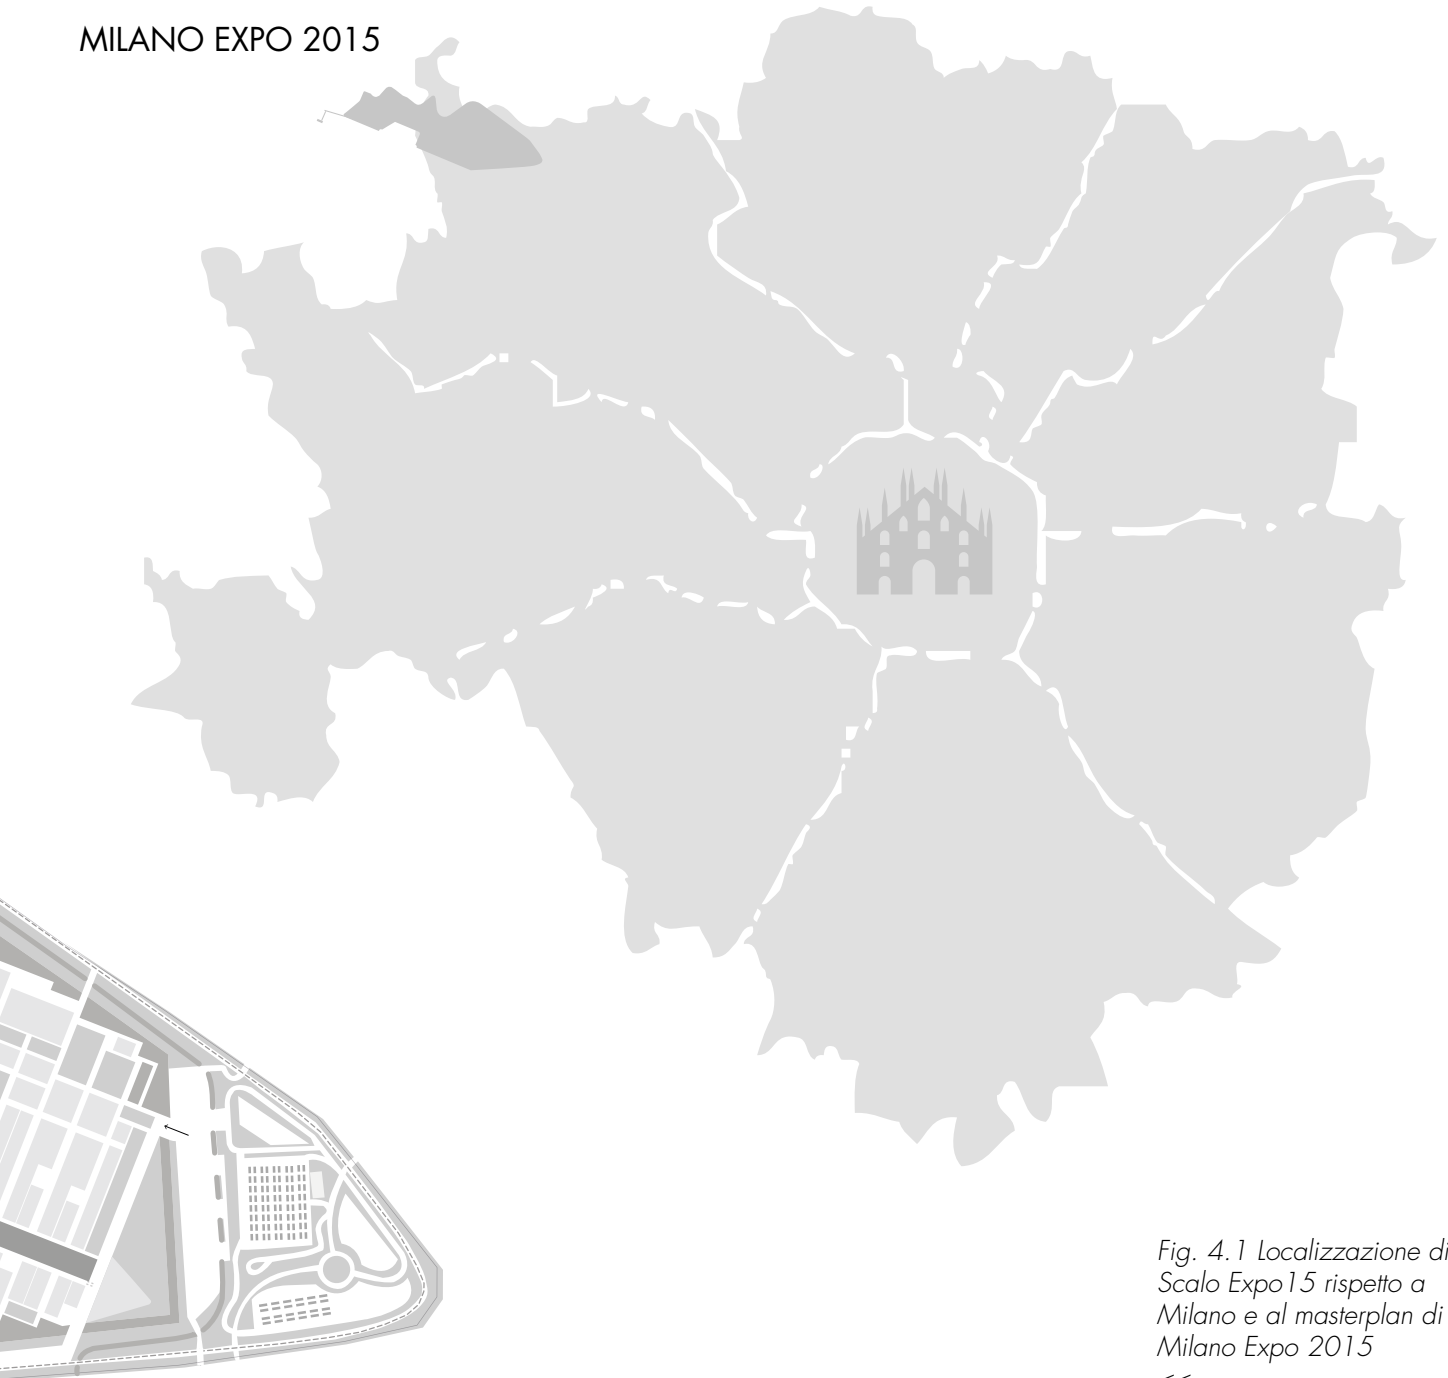 MILANO EXPO 2015
Fig. 4.1 Localizzazione di
Scalo Expo15 rispetto a
Milano e al masterplan di
Milano Expo 2015